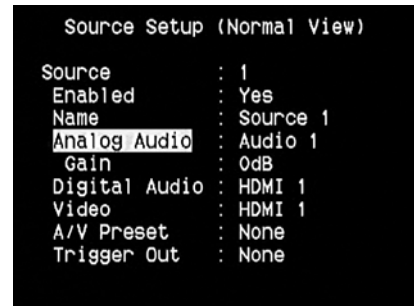 Source Setup (Normal View)
Source : 1
Enabled : Yes
Name : Source 1
Analog Audio : Audio 1
Gain : 0dB
Digital Audio : HDMI 1
Video : HDMI 1
A/V Preset : None
Trigger Out : None